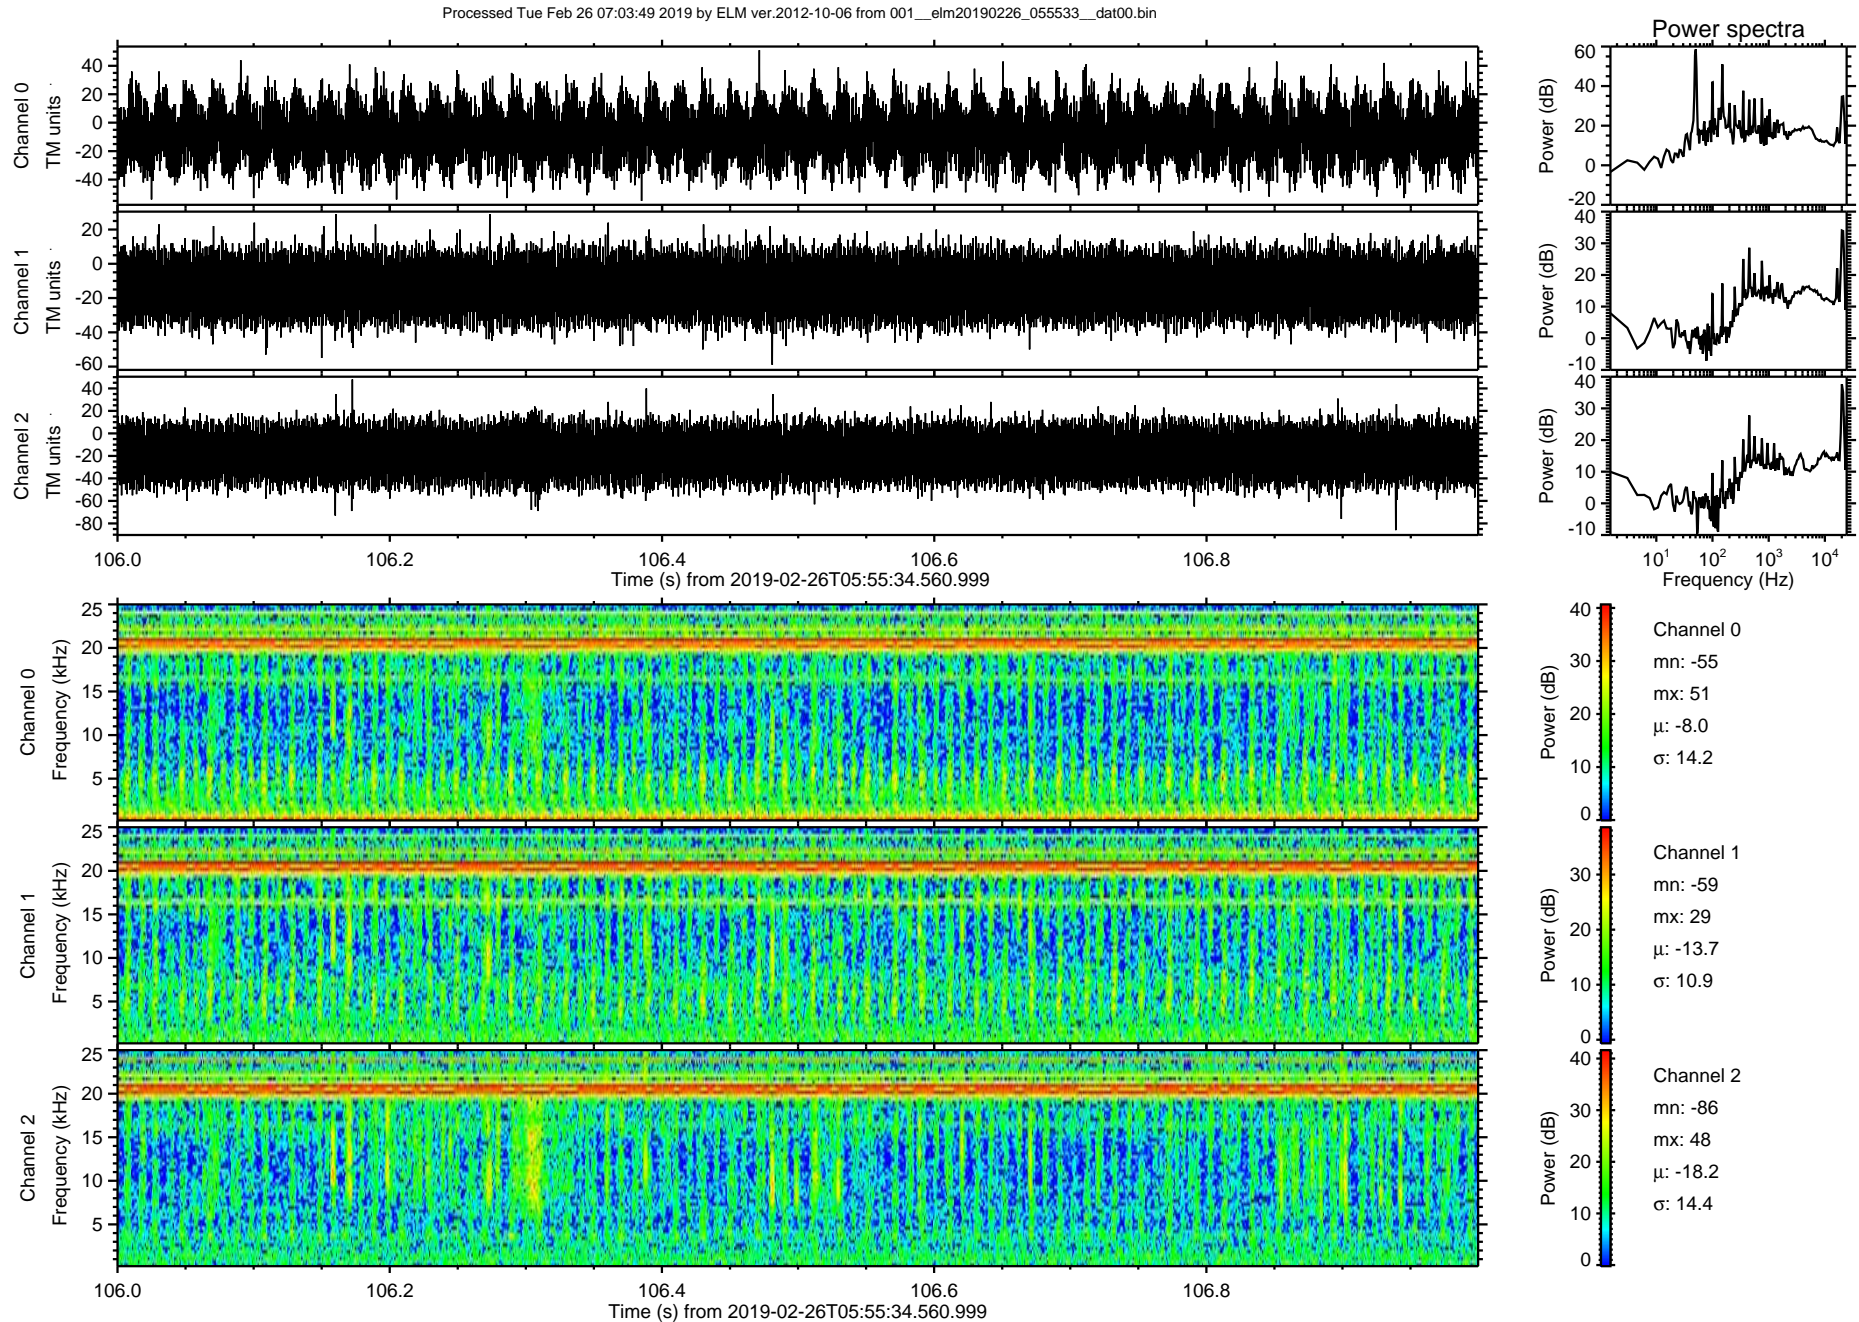 Processed Tue Feb 26 07:03:49 2019 by ELM ver.2012-10-06 from 001__elm20190226_055533__dat00.bin
Power spectra
Channel 0
TM units
40
20
0
-20
-40
Power (dB)
60
40
20
0
-20
Channel 1
TM units
20
0
-20
-40
-60
Power (dB)
40
30
20
10
0
-10
Channel 2
TM units
40
20
0
-20
-40
-60
-80
Power (dB)
40
30
20
10
0
-10
106.0 106.2 106.4 106.6 106.8
Time (s) from 2019-02-26T05:55:34.560.999
10¹ 10² 10³ 10⁴
Frequency (Hz)
Channel 0
Frequency (kHz)
25
20
15
10
5
Power (dB)
40
30
20
10
0
Channel 0
mn: -55
mx: 51
μ: -8.0
σ: 14.2
Channel 1
Frequency (kHz)
25
20
15
10
5
Power (dB)
30
20
10
0
Channel 1
mn: -59
mx: 29
μ: -13.7
σ: 10.9
Channel 2
Frequency (kHz)
25
20
15
10
5
Power (dB)
40
30
20
10
0
Channel 2
mn: -86
mx: 48
μ: -18.2
σ: 14.4
106.0 106.2 106.4 106.6 106.8
Time (s) from 2019-02-26T05:55:34.560.999